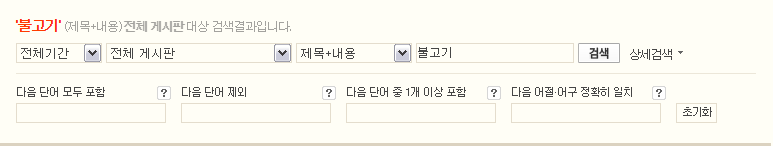 '불고기' (제목+내용) 전체 게시판 대상 검색결과입니다.
전체기간 전체 게시판 제목+내용 불고기 검색 상세검색
다음 단어 모두 포함 ? 다음 단어 제외 ? 다음 단어 중 1개 이상 포함 ? 다음 어절·어구 정확히 일치 ?
초기화